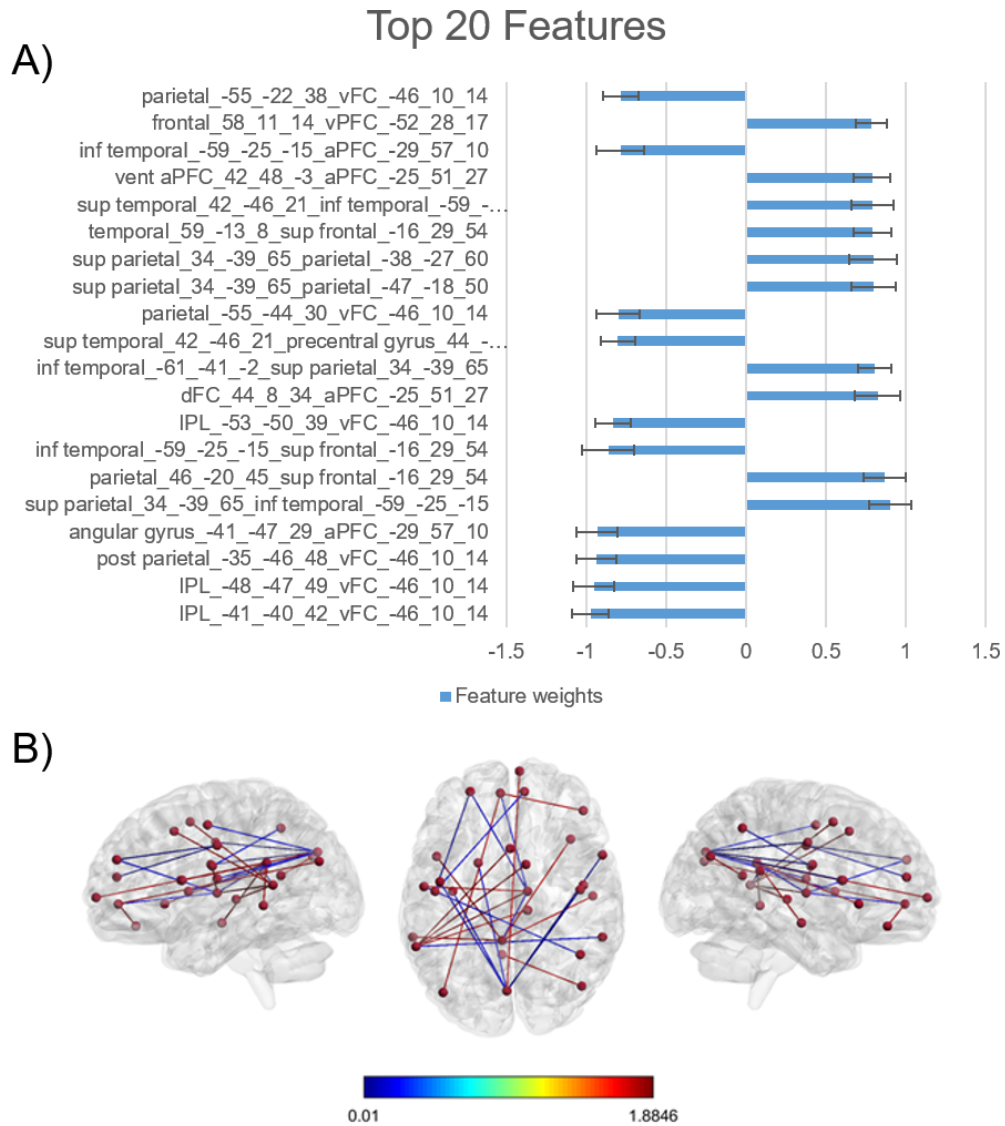 Top 20 Features
A)
parietal_-55_-22_38_vFC_-46_10_14
frontal_58_11_14_vPFC_-52_28_17
inf temporal_-59_-25_-15_aPFC_-29_57_10
vent aPFC_42_48_-3_aPFC_-25_51_27
sup temporal_42_-46_21_inf temporal_-59_-…
temporal_59_-13_8_sup frontal_-16_29_54
sup parietal_34_-39_65_parietal_-38_-27_60
sup parietal_34_-39_65_parietal_-47_-18_50
parietal_-55_-44_30_vFC_-46_10_14
sup temporal_42_-46_21_precentral gyrus_44_-…
inf temporal_-61_-41_-2_sup parietal_34_-39_65
dFC_44_8_34_aPFC_-25_51_27
IPL_-53_-50_39_vFC_-46_10_14
inf temporal_-59_-25_-15_sup frontal_-16_29_54
parietal_46_-20_45_sup frontal_-16_29_54
sup parietal_34_-39_65_inf temporal_-59_-25_-15
angular gyrus_-41_-47_29_aPFC_-29_57_10
post parietal_-35_-46_48_vFC_-46_10_14
IPL_-48_-47_49_vFC_-46_10_14
IPL_-41_-40_42_vFC_-46_10_14
-1.5 -1 -0.5 0 0.5 1 1.5
Feature weights
B)
0.01 1.8846